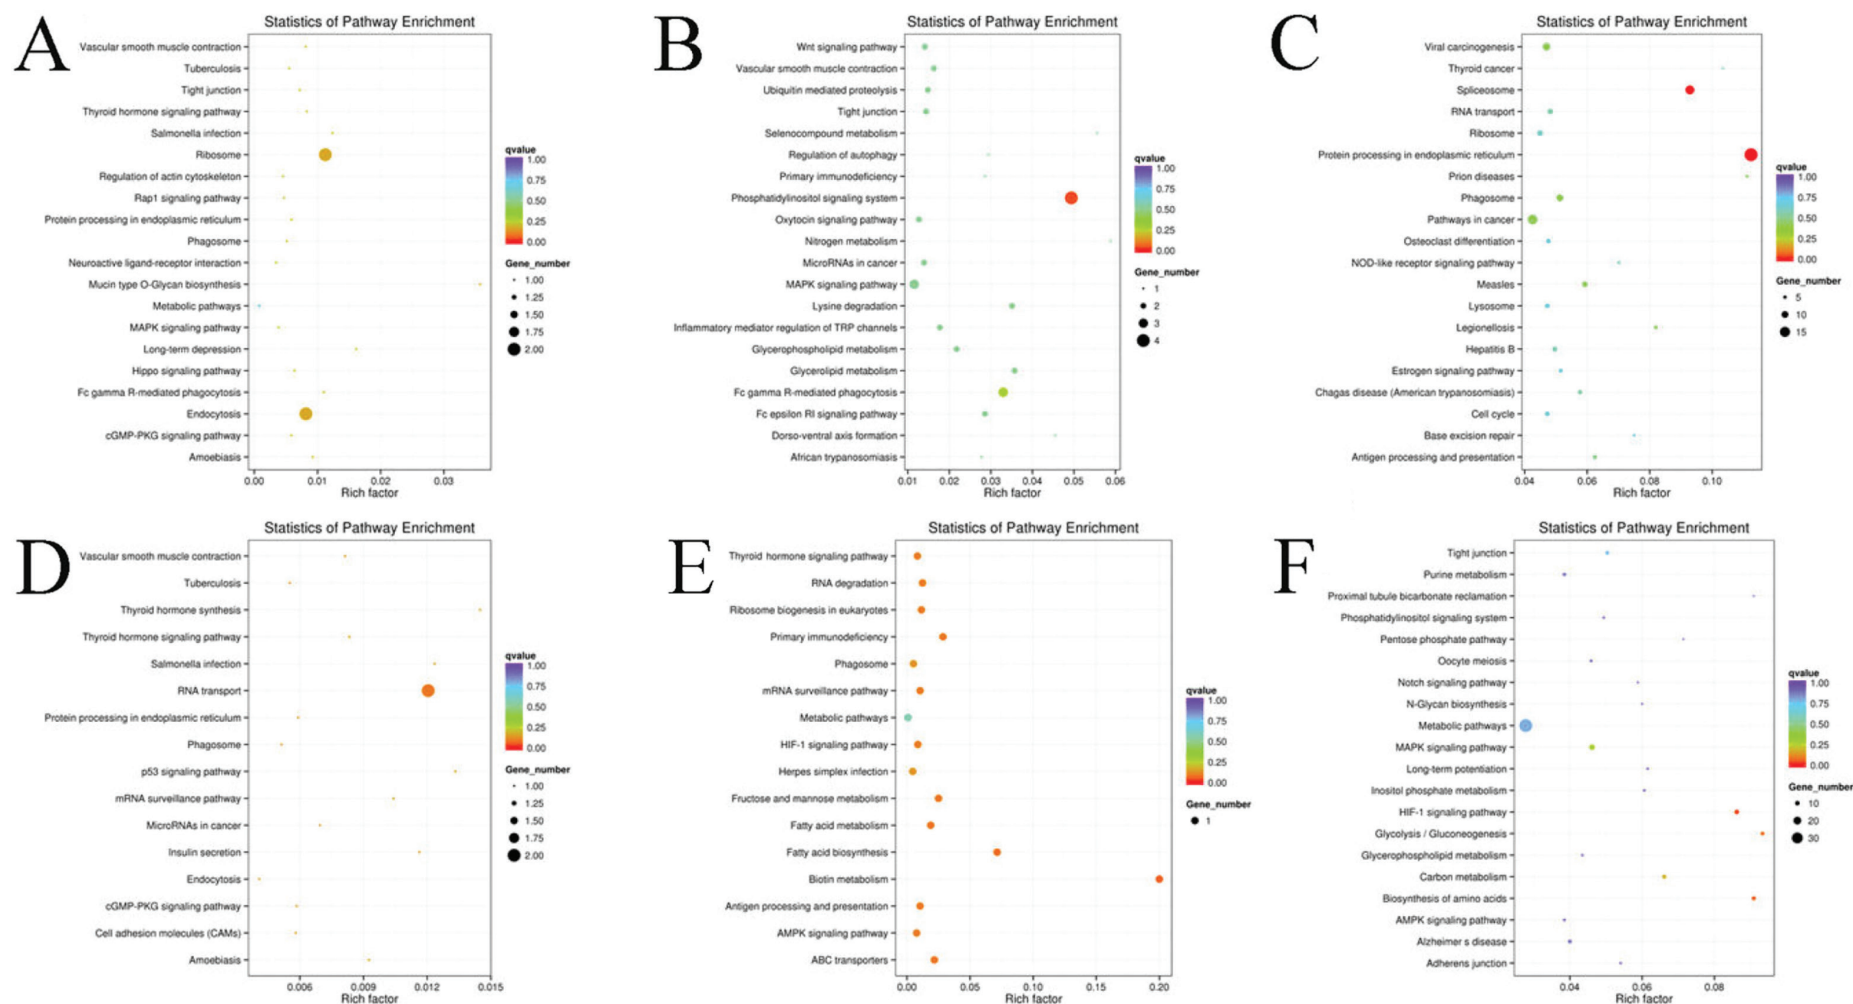 A
Statistics of Pathway Enrichment
Vascular smooth muscle contraction
Tuberculosis
Tight junction
Thyroid hormone signaling pathway
Salmonella infection
Ribosome
Regulation of actin cytoskeleton
Rap1 signaling pathway
Protein processing in endoplasmic reticulum
Phagosome
Neuroactive ligand-receptor interaction
Mucin type O-Glycan biosynthesis
Metabolic pathways
MAPK signaling pathway
Long-term depression
Hippo signaling pathway
Fc gamma R-mediated phagocytosis
Endocytosis
cGMP-PKG signaling pathway
Amoebiasis
0.00 0.01 0.02 0.03
Rich factor
qvalue
1.00
0.75
0.50
0.25
0.00
Gene_number
1.00
1.25
1.50
1.75
2.00
B
Statistics of Pathway Enrichment
Wnt signaling pathway
Vascular smooth muscle contraction
Ubiquitin mediated proteolysis
Tight junction
Selenocompound metabolism
Regulation of autophagy
Primary immunodeficiency
Phosphatidylinositol signaling system
Oxytocin signaling pathway
Nitrogen metabolism
MicroRNAs in cancer
MAPK signaling pathway
Lysine degradation
Inflammatory mediator regulation of TRP channels
Glycerophospholipid metabolism
Glycerolipid metabolism
Fc gamma R-mediated phagocytosis
Fc epsilon RI signaling pathway
Dorso-ventral axis formation
African trypanosomiasis
0.01 0.02 0.03 0.04 0.05 0.06
Rich factor
qvalue
1.00
0.75
0.50
0.25
0.00
Gene_number
1
2
3
4
C
Statistics of Pathway Enrichment
Viral carcinogenesis
Thyroid cancer
Spliceosome
RNA transport
Ribosome
Protein processing in endoplasmic reticulum
Prion diseases
Phagosome
Pathways in cancer
Osteoclast differentiation
NOD-like receptor signaling pathway
Measles
Lysosome
Legionellosis
Hepatitis B
Estrogen signaling pathway
Chagas disease (American trypanosomiasis)
Cell cycle
Base excision repair
Antigen processing and presentation
0.04 0.06 0.08 0.10
Rich factor
qvalue
1.00
0.75
0.50
0.25
0.00
Gene_number
5
10
15
D
Statistics of Pathway Enrichment
Vascular smooth muscle contraction
Tuberculosis
Thyroid hormone synthesis
Thyroid hormone signaling pathway
Salmonella infection
RNA transport
Protein processing in endoplasmic reticulum
Phagosome
p53 signaling pathway
mRNA surveillance pathway
MicroRNAs in cancer
Insulin secretion
Endocytosis
cGMP-PKG signaling pathway
Cell adhesion molecules (CAMs)
Amoebiasis
0.006 0.009 0.012 0.015
Rich factor
qvalue
1.00
0.75
0.50
0.25
0.00
Gene_number
1.00
1.25
1.50
1.75
2.00
E
Statistics of Pathway Enrichment
Thyroid hormone signaling pathway
RNA degradation
Ribosome biogenesis in eukaryotes
Primary immunodeficiency
Phagosome
mRNA surveillance pathway
Metabolic pathways
HIF-1 signaling pathway
Herpes simplex infection
Fructose and mannose metabolism
Fatty acid metabolism
Fatty acid biosynthesis
Biotin metabolism
Antigen processing and presentation
AMPK signaling pathway
ABC transporters
0.00 0.05 0.10 0.15 0.20
Rich factor
qvalue
1.00
0.75
0.50
0.25
0.00
Gene_number
1
F
Statistics of Pathway Enrichment
Tight junction
Purine metabolism
Proximal tubule bicarbonate reclamation
Phosphatidylinositol signaling system
Pentose phosphate pathway
Oocyte meiosis
Notch signaling pathway
N-Glycan biosynthesis
Metabolic pathways
MAPK signaling pathway
Long-term potentiation
Inositol phosphate metabolism
HIF-1 signaling pathway
Glycolysis / Gluconeogenesis
Glycerophospholipid metabolism
Carbon metabolism
Biosynthesis of amino acids
AMPK signaling pathway
Alzheimer s disease
Adherens junction
0.04 0.06 0.08
Rich factor
qvalue
1.00
0.75
0.50
0.25
0.00
Gene_number
10
20
30